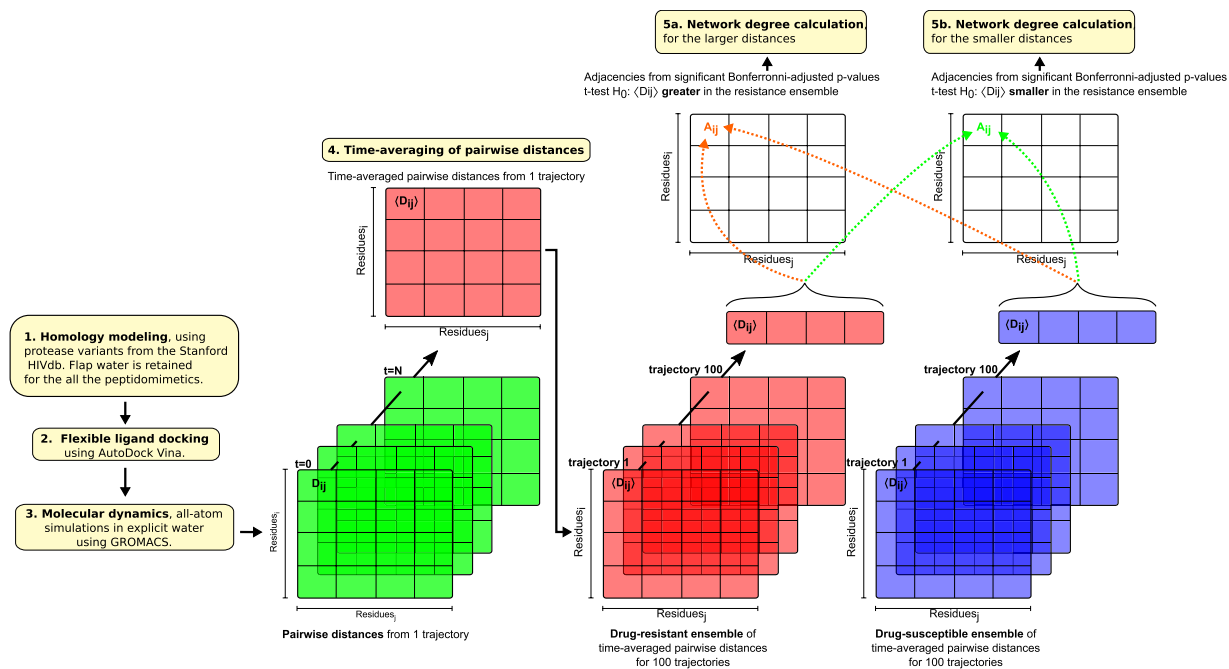 5a. Network degree calculation,
for the larger distances
5b. Network degree calculation,
for the smaller distances
Adjacencies from significant Bonferronni-adjusted p-values
t-test H0: ⟨Dij⟩ greater in the resistance ensemble
Adjacencies from significant Bonferronni-adjusted p-values
t-test H0: ⟨Dij⟩ smaller in the resistance ensemble
Aij
Residuesi
Residuesj
Aij
Residuesi
Residuesj
4. Time-averaging of pairwise distances
Time-averaged pairwise distances from 1 trajectory
⟨Dij⟩
Residuesi
Residuesj
1. Homology modeling, using
protease variants from the Stanford
HIVdb. Flap water is retained
for the all the peptidomimetics.
2. Flexible ligand docking
using AutoDock Vina.
3. Molecular dynamics, all-atom
simulations in explicit water
using GROMACS.
t=N
t=0
Dij
Residuesi
Residuesj
Pairwise distances from 1 trajectory
⟨Dij⟩
trajectory 100
trajectory 1
⟨Dij⟩
Residuesi
Residuesj
Drug-resistant ensemble of
time-averaged pairwise distances
for 100 trajectories
⟨Dij⟩
trajectory 100
trajectory 1
⟨Dij⟩
Residuesi
Residuesj
Drug-susceptible ensemble of
time-averaged pairwise distances
for 100 trajectories